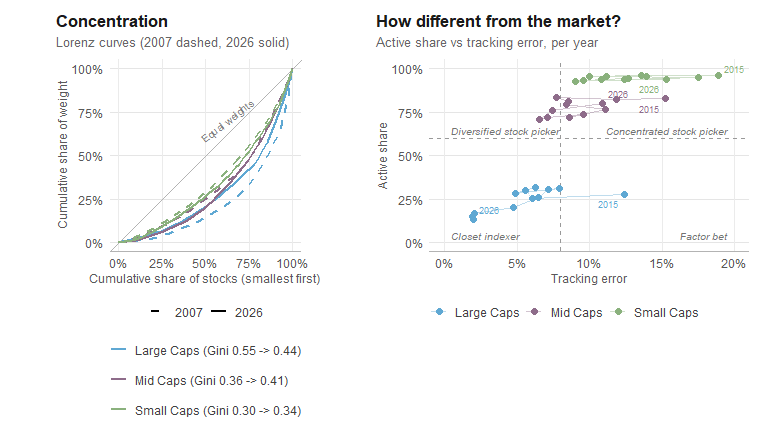 Concentration
Lorenz curves (2007 dashed, 2026 solid)
100%
75%
50%
25%
0%
Cumulative share of weight
Equal weights
0%
25%
50%
75%
100%
Cumulative share of stocks (smallest first)
2007
2026
Large Caps (Gini 0.55 -> 0.44)
Mid Caps (Gini 0.36 -> 0.41)
Small Caps (Gini 0.30 -> 0.34)
How different from the market?
Active share vs tracking error, per year
100%
75%
50%
25%
0%
Active share
2015
2026
2026
2015
Diversified stock picker
Concentrated stock picker
2026
2015
Closet indexer
Factor bet
0%
5%
10%
15%
20%
Tracking error
Large Caps
Mid Caps
Small Caps